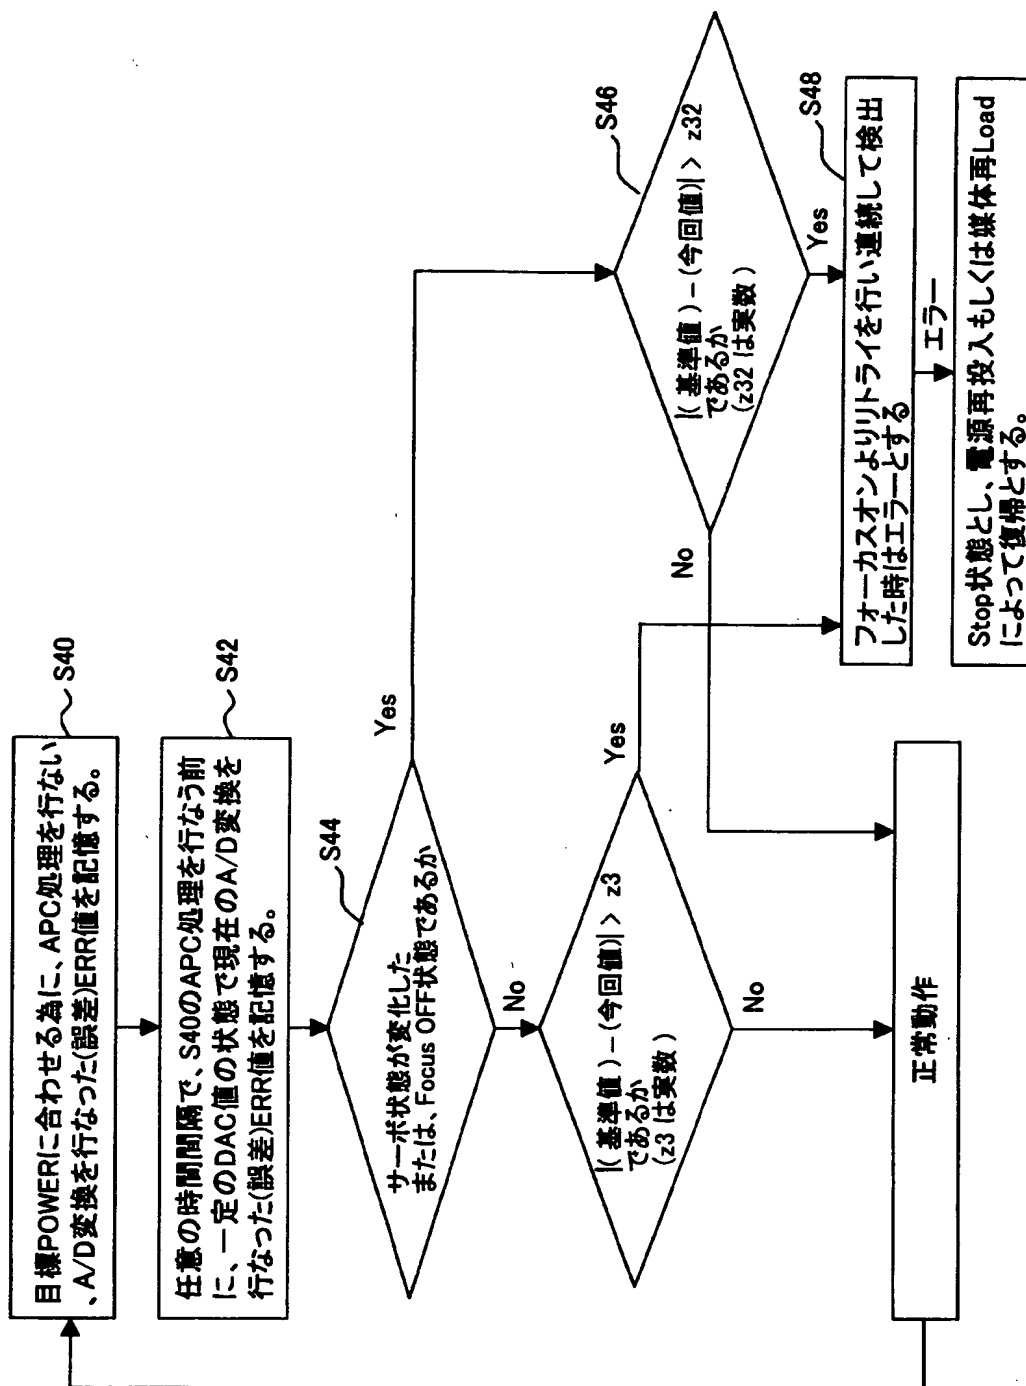 目標POWERに合わせる為に、APC処理を行ない
、A/D変換を行なった(誤差)ERR値を記憶する。
S40
任意の時間間隔で、S40のAPC処理を行なう前
に、一定のDAC値の状態で現在のA/D変換を
行なった(誤差)ERR値を記憶する。
S42
S44
サーボ状態が変化した
または、Focus OFF状態であるか
Yes
No
|(基準値)-(今回値)| > z3
であるか
(z3 は実数)
Yes
No
S46
|(基準値)-(今回値)| > z32
であるか
(z32 は実数)
No
Yes
S48
フォーカスオンよりリトライを行い連続して検出
した時はエラーとする
エラー
Stop状態とし、電源再投入もしくは媒体再Load
によって復帰とする。
正常動作